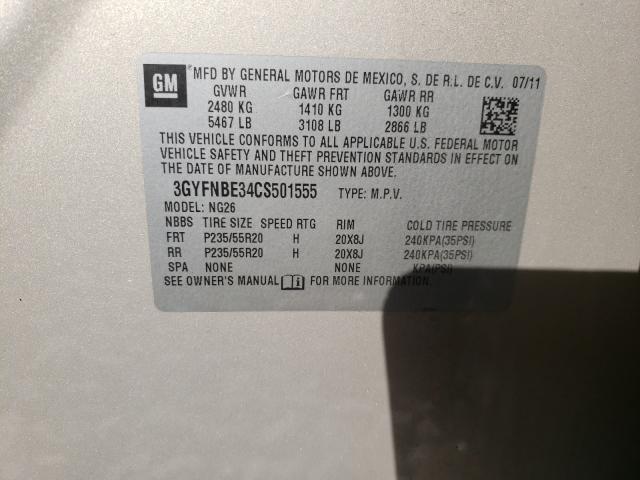 GM
MFD BY GENERAL MOTORS DE MEXICO, S. DE R.L. DE C.V. 07/11
GVWR GAWR FRT GAWR RR
2480 KG 1410 KG 1300 KG
5467 LB 3108 LB 2866 LB
THIS VEHICLE CONFORMS TO ALL APPLICABLE U.S. FEDERAL MOTOR
VEHICLE SAFETY AND THEFT PREVENTION STANDARDS IN EFFECT ON
THE DATE OF MANUFACTURE SHOWN ABOVE.
3GYFNBE34CS501555 TYPE: M.P.V.
MODEL: NG26
NBBS TIRE SIZE SPEED RTG RIM COLD TIRE PRESSURE
FRT P235/55R20 H 20X8J 240KPA(35PSI)
RR P235/55R20 H 20X8J 240KPA(35PSI)
SPA NONE NONE KPA(PSI)
SEE OWNER'S MANUAL FOR MORE INFORMATION.